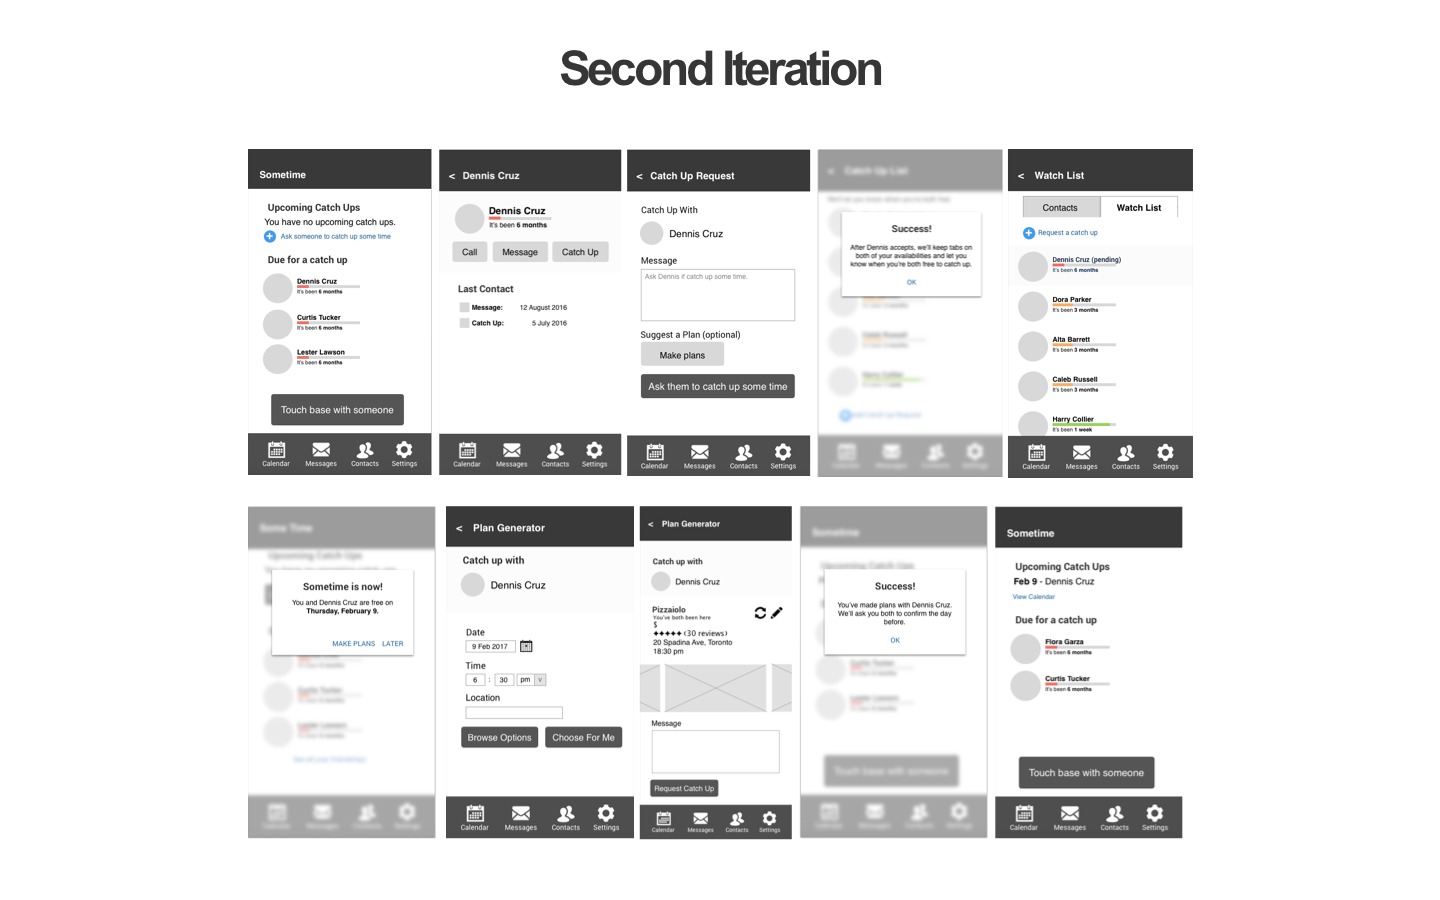 Second Iteration
Sometime
Upcoming Catch Ups
You have no upcoming catch ups.
Ask someone to catch up some time
Due for a catch up
Dennis Cruz
It's been 6 months
Curtis Tucker
It's been 6 months
Lester Lawson
It's been 6 months
Touch base with someone
Calendar
Messages
Contacts
Settings
< Dennis Cruz
Dennis Cruz
It's been 6 months
Call
Message
Catch Up
Last Contact
Message: 12 August 2016
Catch Up: 5 July 2016
Calendar
Messages
Contacts
Settings
< Catch Up Request
Catch Up With
Dennis Cruz
Message
Ask Dennis if catch up some time.
Suggest a Plan (optional)
Make plans
Ask them to catch up some time
Calendar
Messages
Contacts
Settings
< Catch Up List
Success!
After Dennis accepts, we'll keep tabs on
both of your availabilities and let you
know when you're both free to catch up.
OK
Caleb Russell
Harry Collier
Calendar
Messages
Contacts
Settings
< Watch List
Contacts
Watch List
Request a catch up
Dennis Cruz (pending)
It's been 6 months
Dora Parker
It's been 3 months
Alta Barrett
It's been 3 months
Caleb Russell
It's been 3 months
Harry Collier
It's been 1 week
Calendar
Messages
Contacts
Settings
Some Time
Upcoming Catch Ups
Sometime is now!
You and Dennis Cruz are free on
Thursday, February 9.
MAKE PLANS
LATER
Curtis Tucker
Lester Lawson
Calendar
Messages
Contacts
Settings
< Plan Generator
Catch up with
Dennis Cruz
Date
9 Feb 2017
Time
6 : 30 pm v
Location
Browse Options
Choose For Me
Calendar
Messages
Contacts
Settings
< Plan Generator
Catch up with
Dennis Cruz
Pizzaiolo
You've both been here
$
✦✦✦✦✦ (30 reviews)
20 Spadina Ave, Toronto
18:30 pm
Message
Request Catch Up
Calendar
Messages
Contacts
Settings
Sometime
Upcoming Catch Ups
Success!
You've made plans with Dennis Cruz.
We'll ask you both to confirm the day
before.
OK
Curtis Tucker
Lester Lawson
Touch base with someone
Calendar
Messages
Contacts
Settings
Sometime
Upcoming Catch Ups
Feb 9 - Dennis Cruz
View Calendar
Due for a catch up
Flora Garza
It's been 6 months
Curtis Tucker
It's been 6 months
Touch base with someone
Calendar
Messages
Contacts
Settings